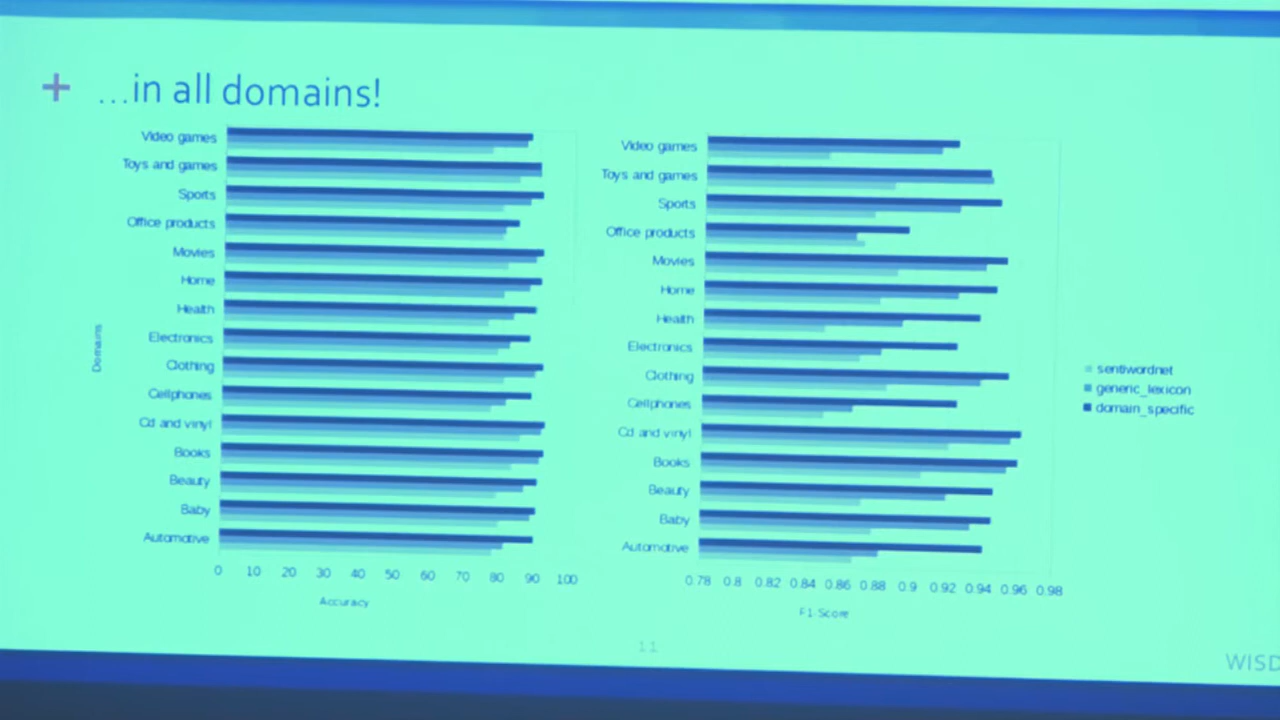 + ...in all domains!
Video games
Toys and games
Sports
Office products
Movies
Home
Health
Electronics
Clothing
Cellphones
Cd and vinyl
Books
Beauty
Baby
Automotive
Domains
0 10 20 30 40 50 60 70 80 90 100
Accuracy
Video games
Toys and games
Sports
Office products
Movies
Home
Health
Electronics
Clothing
Cellphones
Cd and vinyl
Books
Beauty
Baby
Automotive
0.78 0.8 0.82 0.84 0.86 0.88 0.9 0.92 0.94 0.96 0.98
F1 Score
sentiwordnet
generic_lexicon
domain_specific
11
WISD